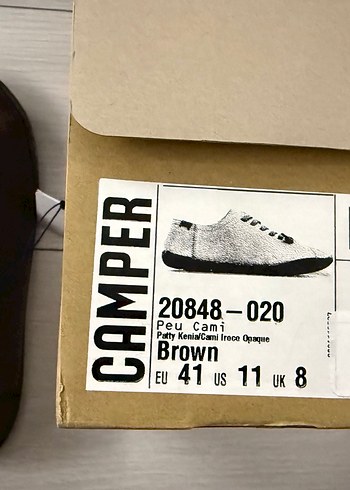 CAMPER
20848-020
Peu Cami
Patty Kenia/Cami Iroce Opaque
Brown
EU 41 US 11 UK 8